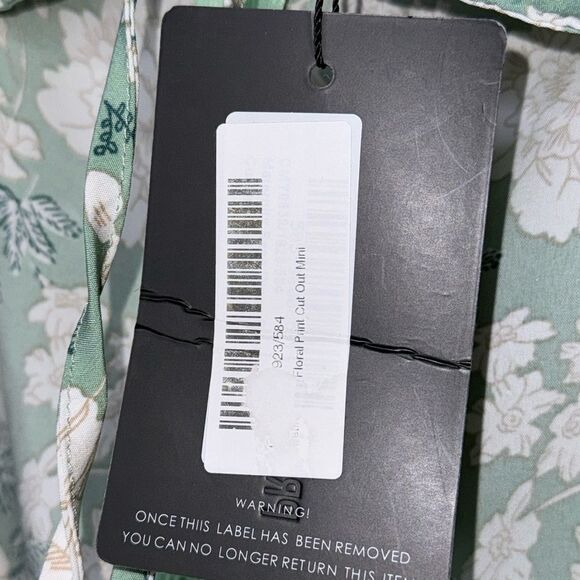 923/584
Floral Print Cut Out Mini
WARNING!
ONCE THIIS LABEL HAS BEEN REMOVED
YOU CAN NO LONGER RETURN THIS ITEM